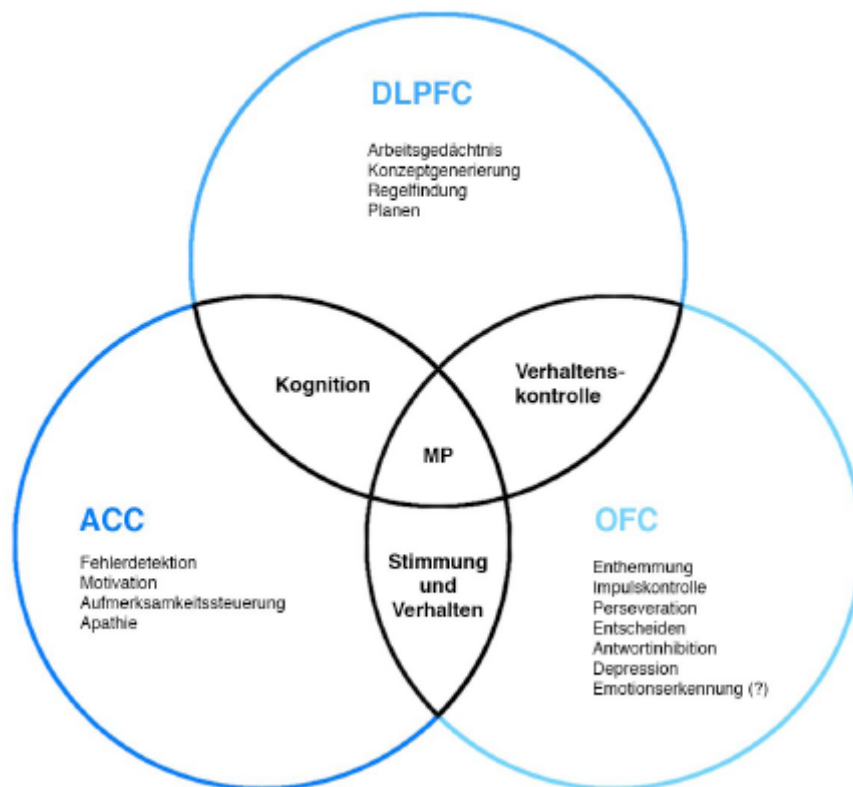 DLPFC
Arbeitsgedächtnis
Konzeptgenerierung
Regelfindung
Planen
Kognition
Verhaltens-
kontrolle
MP
ACC
Fehlerdetektion
Motivation
Aufmerksamkeitssteuerung
Apathie
Stimmung
und
Verhalten
OFC
Enthemmung
Impulskontrolle
Perseveration
Entscheiden
Antwortinhibition
Depression
Emotionserkennung (?)